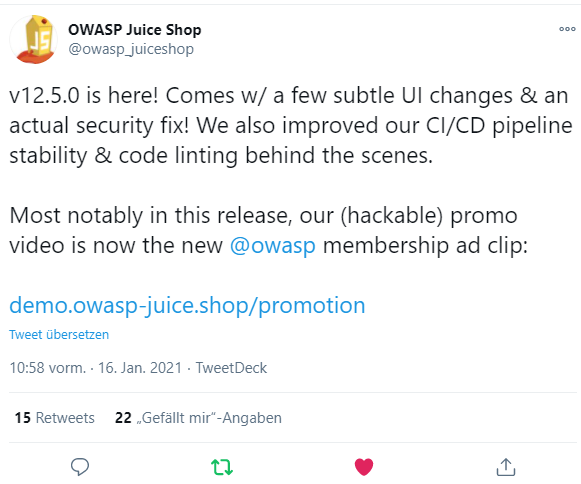 OWASP Juice Shop
@owasp_juiceshop
v12.5.0 is here! Comes w/ a few subtle UI changes & an
actual security fix! We also improved our CI/CD pipeline
stability & code linting behind the scenes.
Most notably in this release, our (hackable) promo
video is now the new @owasp membership ad clip:
demo.owasp-juice.shop/promotion
Tweet übersetzen
10:58 vorm. · 16. Jan. 2021 · TweetDeck
15 Retweets 22 „Gefällt mir“-Angaben